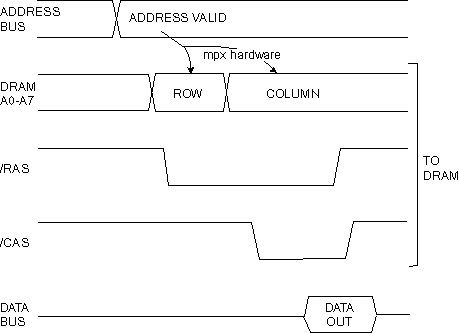 ADDRESS
BUS
ADDRESS VALID
mpx hardware
DRAM
A0-A7
ROW
COLUMN
/RAS
TO
DRAM
/CAS
DATA
BUS
DATA
OUT